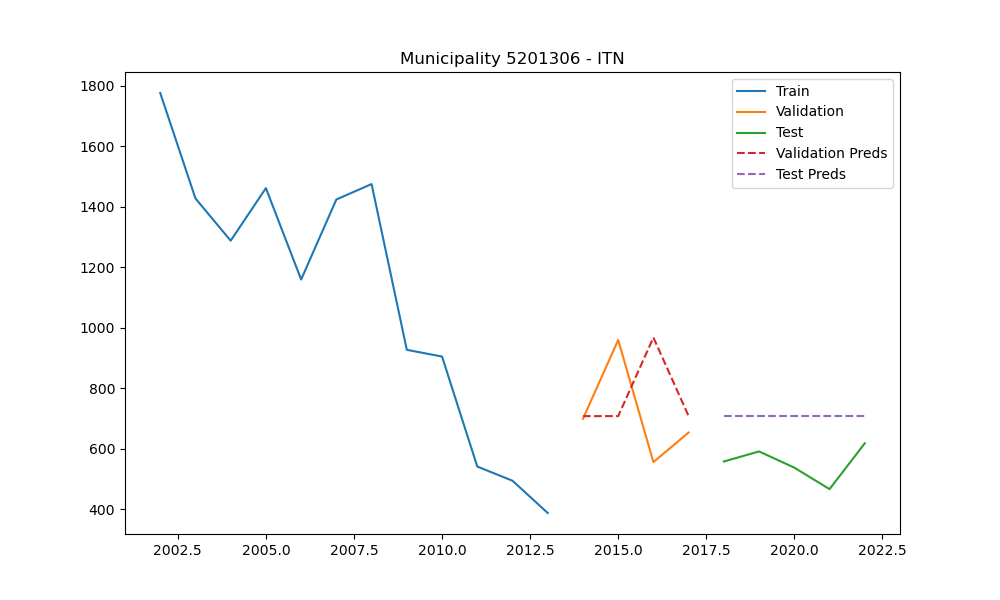 Municipality 5201306 - ITN
1800
1600
1400
1200
1000
800
600
400
2002.5 2005.0 2007.5 2010.0 2012.5 2015.0 2017.5 2020.0 2022.5
Train
Validation
Test
Validation Preds
Test Preds